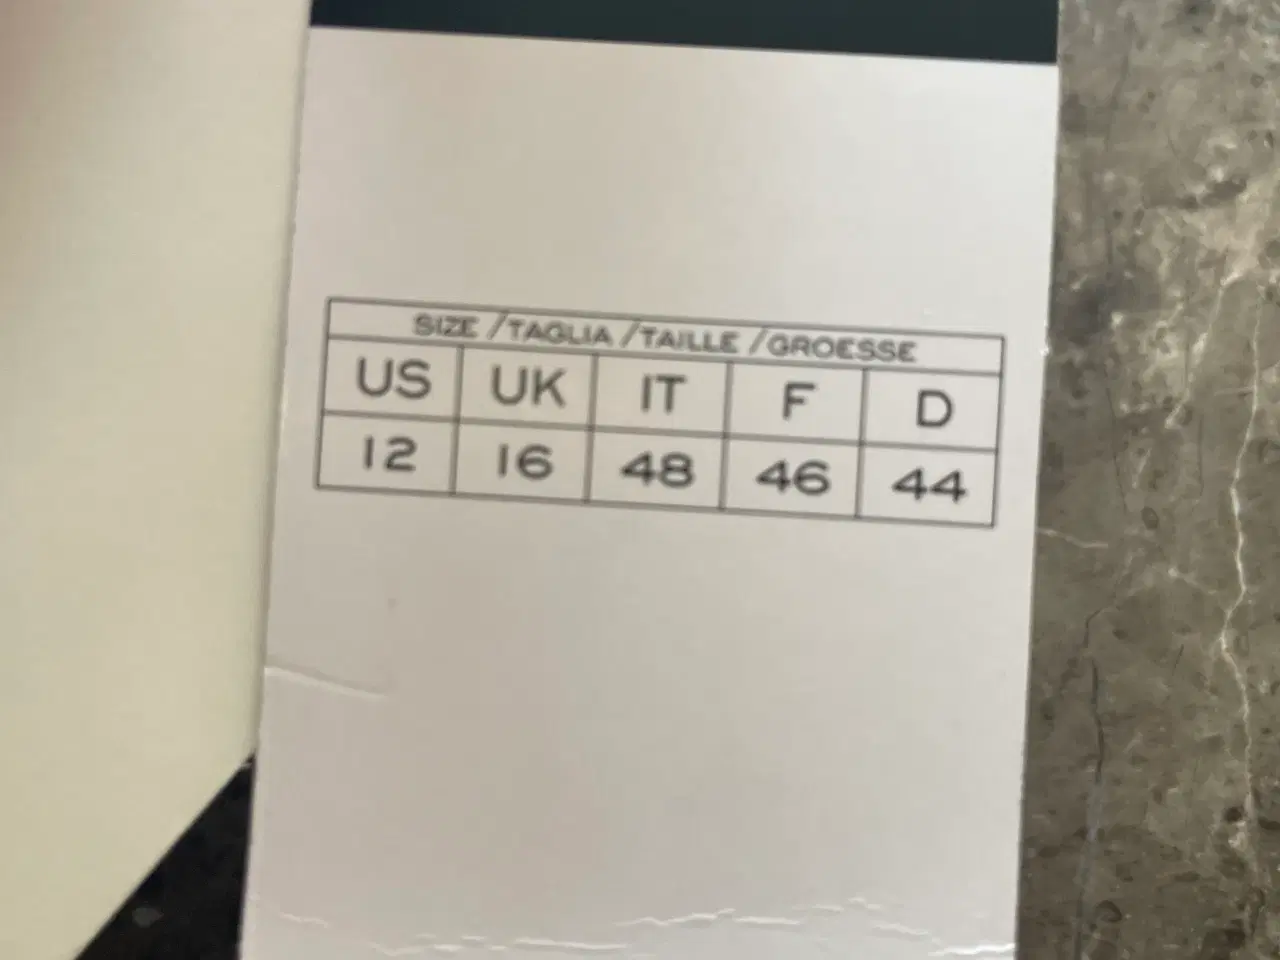 SIZE /TAGLIA /TAILLE /GROESSE
US UK IT F D
12 16 48 46 44